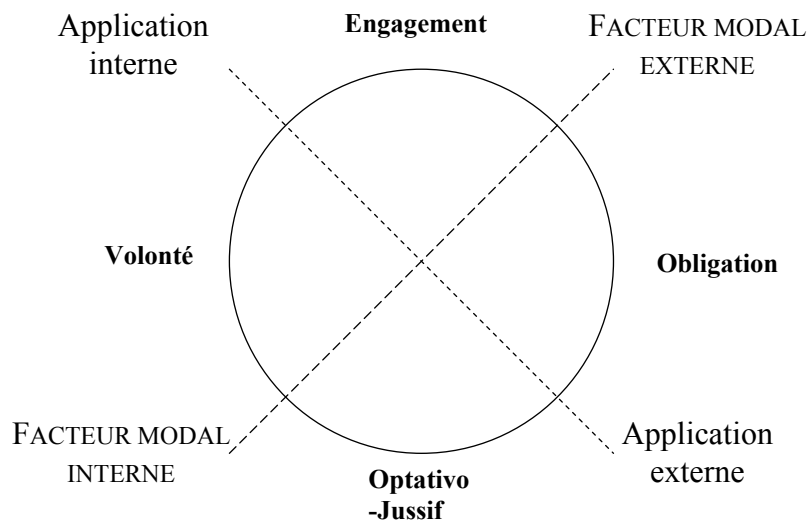 Application
interne
Engagement
FACTEUR MODAL
EXTERNE
Volonté
Obligation
FACTEUR MODAL
INTERNE
Optativo
-Jussif
Application
externe